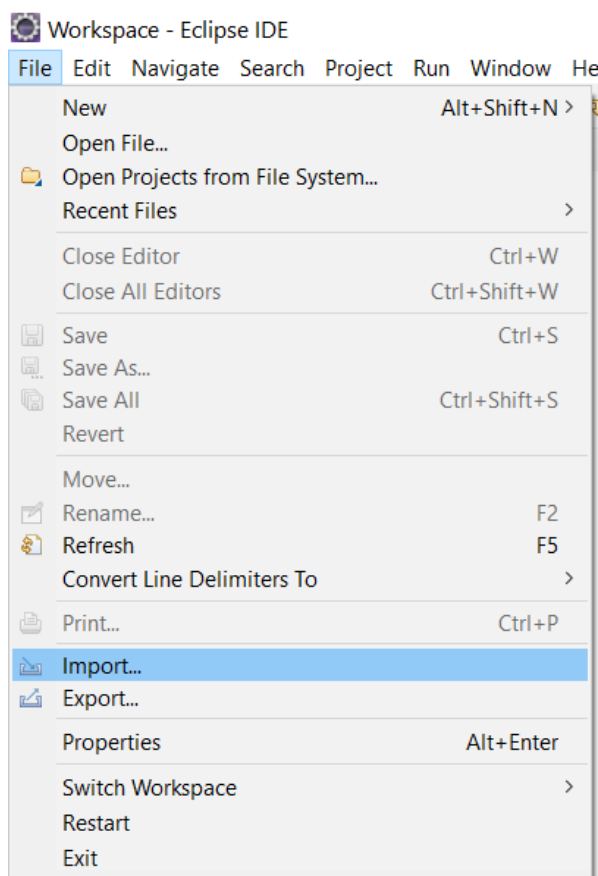 Workspace - Eclipse IDE
File Edit Navigate Search Project Run Window He
New Alt+Shift+N >
Open File...
Open Projects from File System...
Recent Files >
Close Editor Ctrl+W
Close All Editors Ctrl+Shift+W
Save Ctrl+S
Save As...
Save All Ctrl+Shift+S
Revert
Move...
Rename... F2
Refresh F5
Convert Line Delimiters To >
Print... Ctrl+P
Import...
Export...
Properties Alt+Enter
Switch Workspace >
Restart
Exit